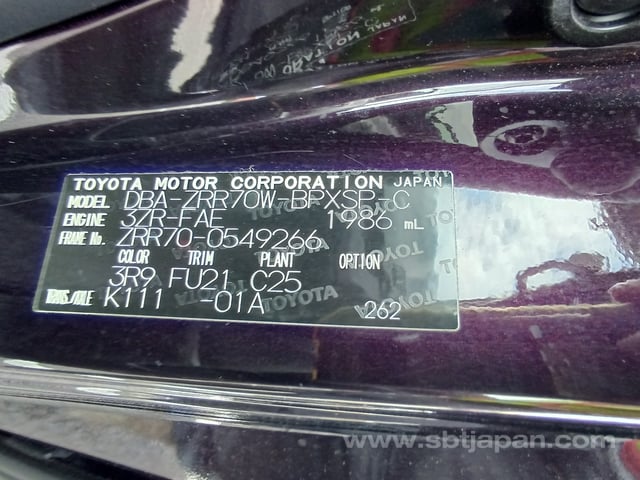 TOYOTA MOTOR CORPORATION JAPAN
MODEL DBA-ZRR70W-BPXSP-C
ENGINE 3ZR-FAE 1986 mL
FRAME No. ZRR70-0549266
COLOR TRIM PLANT OPTION
3R9 FU21 C25
TRANS/AXLE K111 -01A 262
www.sbtjapan.com